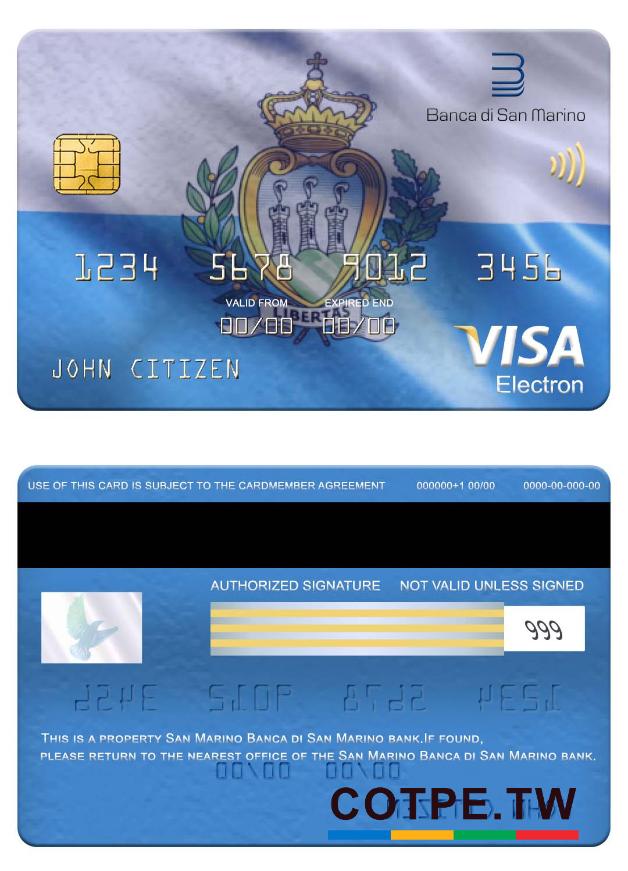 Banca di San Marino
1234 5678 9012 3456
VALID FROM EXPIRED END
LIBERTAS
00/00 00/00
JOHN CITIZEN
VISA
Electron
USE OF THIS CARD IS SUBJECT TO THE CARDMEMBER AGREEMENT 000000+1 00/00 0000-00-000-00
AUTHORIZED SIGNATURE NOT VALID UNLESS SIGNED
999
THIS IS A PROPERTY SAN MARINO BANCA DI SAN MARINO BANK.IF FOUND,
PLEASE RETURN TO THE NEAREST OFFICE OF THE SAN MARINO BANCA DI SAN MARINO BANK.
00/00 00/00
COTPE.TW